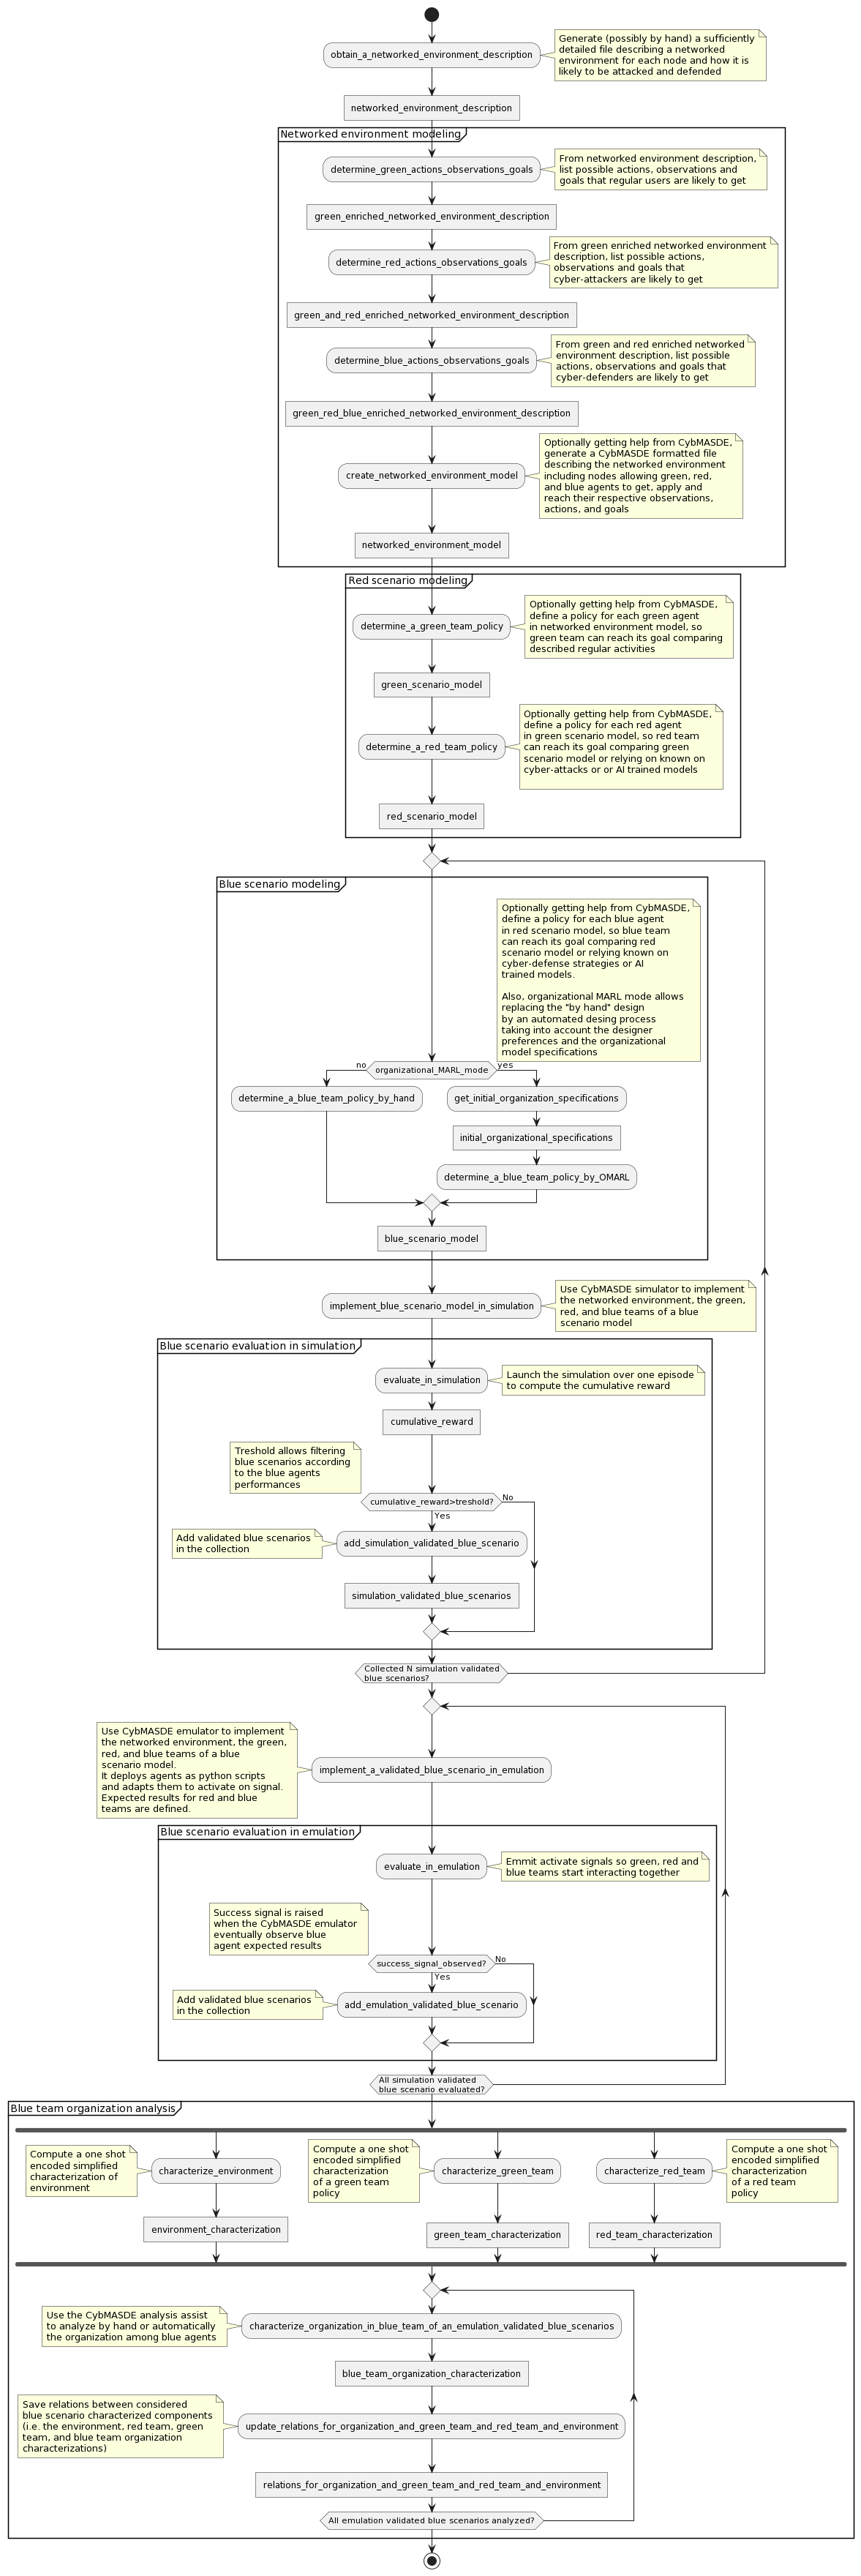 obtain_a_networked_environment_description
Generate (possibly by hand) a sufficiently
detailed file describing a networked
environment for each node and how it is
likely to be attacked and defended
networked_environment_description
Networked environment modeling
determine_green_actions_observations_goals
From networked environment description,
list possible actions, observations and
goals that regular users are likely to get
green_enriched_networked_environment_description
determine_red_actions_observations_goals
From green enriched networked environment
description, list possible actions,
observations and goals that
cyber-attackers are likely to get
green_and_red_enriched_networked_environment_description
determine_blue_actions_observations_goals
From green and red enriched networked
environment description, list possible
actions, observations and goals that
cyber-defenders are likely to get
green_red_blue_enriched_networked_environment_description
create_networked_environment_model
Optionally getting help from CybMASDE,
generate a CybMASDE formatted file
describing the networked environment
including nodes allowing green, red,
and blue agents to get, apply and
reach their respective observations,
actions, and goals
networked_environment_model
Red scenario modeling
determine_a_green_team_policy
Optionally getting help from CybMASDE,
define a policy for each green agent
in networked environment model, so
green team can reach its goal comparing
described regular activities
green_scenario_model
determine_a_red_team_policy
Optionally getting help from CybMASDE,
define a policy for each red agent
in green scenario model, so red team
can reach its goal comparing green
scenario model or relying on known on
cyber-attacks or or AI trained models
red_scenario_model
Blue scenario modeling
Optionally getting help from CybMASDE,
define a policy for each blue agent
in red scenario model, so blue team
can reach its goal comparing red
scenario model or relying known on
cyber-defense strategies or AI
trained models.
Also, organizational MARL mode allows
replacing the "by hand" design
by an automated desing process
taking into account the designer
preferences and the organizational
model specifications
no
organizational_MARL_mode
yes
determine_a_blue_team_policy_by_hand
get_initial_organization_specifications
initial_organizational_specifications
determine_a_blue_team_policy_by_OMARL
blue_scenario_model
implement_blue_scenario_model_in_simulation
Use CybMASDE simulator to implement
the networked environment, the green,
red, and blue teams of a blue
scenario model
Blue scenario evaluation in simulation
evaluate_in_simulation
Launch the simulation over one episode
to compute the cumulative reward
cumulative_reward
Treshold allows filtering
blue scenarios according
to the blue agents
performances
cumulative_reward>treshold?
No
Yes
Add validated blue scenarios
in the collection
add_simulation_validated_blue_scenario
simulation_validated_blue_scenarios
Collected N simulation validated
blue scenarios?
Use CybMASDE emulator to implement
the networked environment, the green,
red, and blue teams of a blue
scenario model.
It deploys agents as python scripts
and adapts them to activate on signal.
Expected results for red and blue
teams are defined.
implement_a_validated_blue_scenario_in_emulation
Blue scenario evaluation in emulation
evaluate_in_emulation
Emmit activate signals so green, red and
blue teams start interacting together
Success signal is raised
when the CybMASDE emulator
eventually observe blue
agent expected results
success_signal_observed?
No
Yes
Add validated blue scenarios
in the collection
add_emulation_validated_blue_scenario
All simulation validated
blue scenario evaluated?
Blue team organization analysis
Compute a one shot
encoded simplified
characterization of
environment
characterize_environment
environment_characterization
Compute a one shot
encoded simplified
characterization
of a green team
policy
characterize_green_team
green_team_characterization
characterize_red_team
Compute a one shot
encoded simplified
characterization
of a red team
policy
red_team_characterization
Use the CybMASDE analysis assist
to analyze by hand or automatically
the organization among blue agents
characterize_organization_in_blue_team_of_an_emulation_validated_blue_scenarios
blue_team_organization_characterization
Save relations between considered
blue scenario characterized components
(i.e. the environment, red team, green
team, and blue team organization
characterizations)
update_relations_for_organization_and_green_team_and_red_team_and_environment
relations_for_organization_and_green_team_and_red_team_and_environment
All emulation validated blue scenarios analyzed?